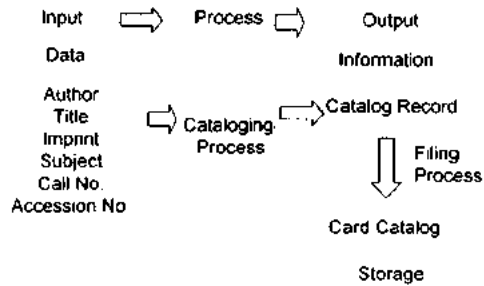 Input Process Output
Data Information
Author
Title
Imprint
Subject
Call No.
Accession No
Cataloging
Process
Catalog Record
Filing
Process
Card Catalog
Storage